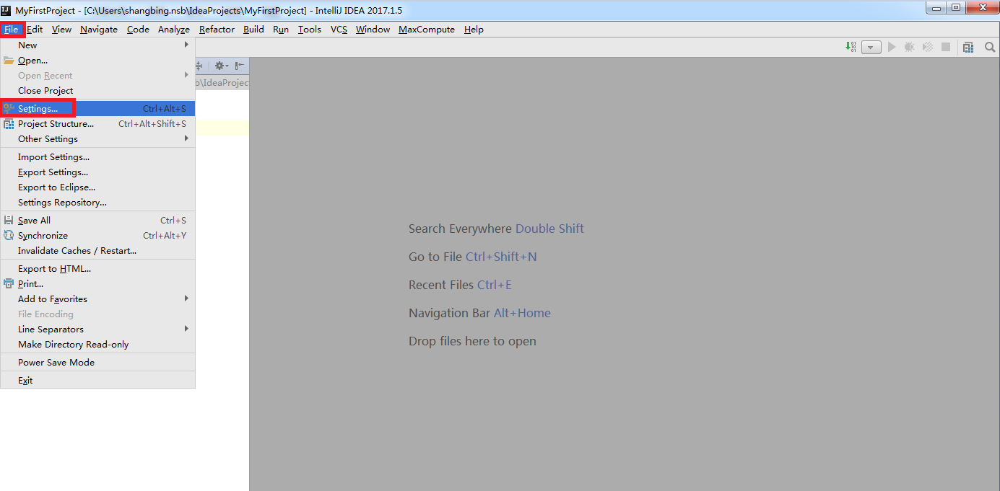 MyFirstProject - [C:\Users\shangbing.nsb\IdeaProjects\MyFirstProject] - IntelliJ IDEA 2017.1.5
File Edit View Navigate Code Analyze Refactor Build Run Tools VCS Window MaxCompute Help
New
Open...
Open Recent
Close Project
Settings... Ctrl+Alt+S
Project Structure... Ctrl+Alt+Shift+S
Other Settings
Import Settings...
Export Settings...
Export to Eclipse...
Settings Repository...
Save All Ctrl+S
Synchronize Ctrl+Alt+Y
Invalidate Caches / Restart...
Export to HTML...
Print...
Add to Favorites
File Encoding
Line Separators
Make Directory Read-only
Power Save Mode
Exit
b\IdeaProject
Search Everywhere Double Shift
Go to File Ctrl+Shift+N
Recent Files Ctrl+E
Navigation Bar Alt+Home
Drop files here to open